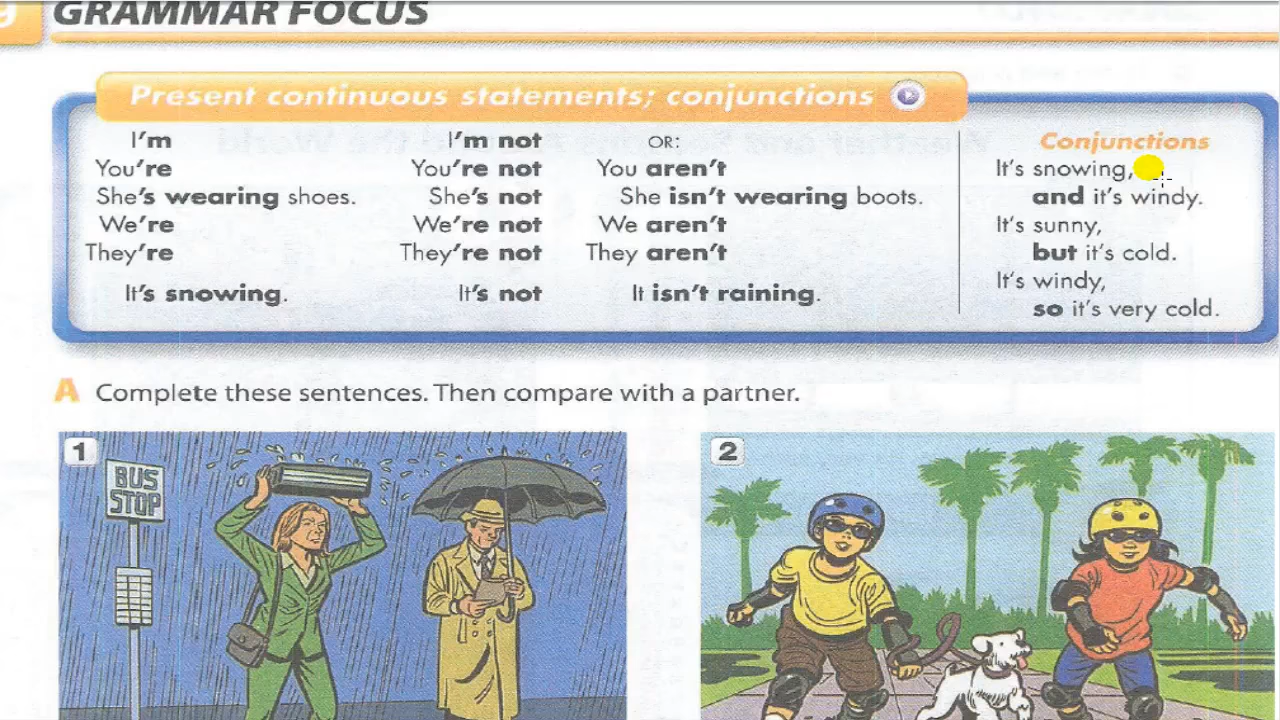 GRAMMAR FOCUS
Present continuous statements; conjunctions
I'm I'm not OR: Conjunctions
You're You're not You aren't It's snowing,
She's wearing shoes. She's not She isn't wearing boots. and it's windy.
We're We're not We aren't It's sunny,
They're They're not They aren't but it's cold.
It's snowing. It's not It isn't raining. It's windy,
so it's very cold.
A Complete these sentences. Then compare with a partner.
1 2
BUS
STOP